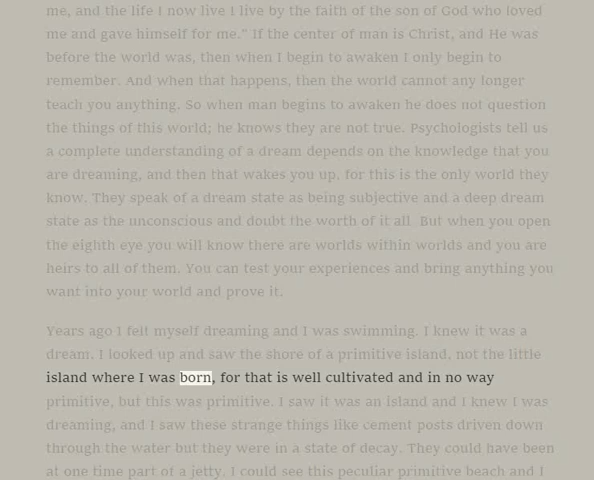 me, and the life I now live I live by the faith of the son of God who loved
me and gave himself for me." If the center of man is Christ, and He was
before the world was, then when I begin to awaken I only begin to
remember. And when that happens, then the world cannot any longer
teach you anything. So when man begins to awaken he does not question
the things of this world; he knows they are not true. Psychologists tell us
a complete understanding of a dream depends on the knowledge that you
are dreaming, and then that wakes you up, for this is the only world they
know. They speak of a dream state as being subjective and a deep dream
state as the unconscious and doubt the worth of it all. But when you open
the eighth eye you will know there are worlds within worlds and you are
heirs to all of them. You can test your experiences and bring anything you
want into your world and prove it.
Years ago I felt myself dreaming and I was swimming. I knew it was a
dream. I looked up and saw the shore of a primitive island, not the little
island where I was born, for that is well cultivated and in no way
primitive, but this was primitive. I saw it was an island and I knew I was
dreaming, and I saw these strange things like cement posts driven down
through the water but they were in a state of decay. They could have been
at one time part of a jetty. I could see this peculiar primitive beach and I